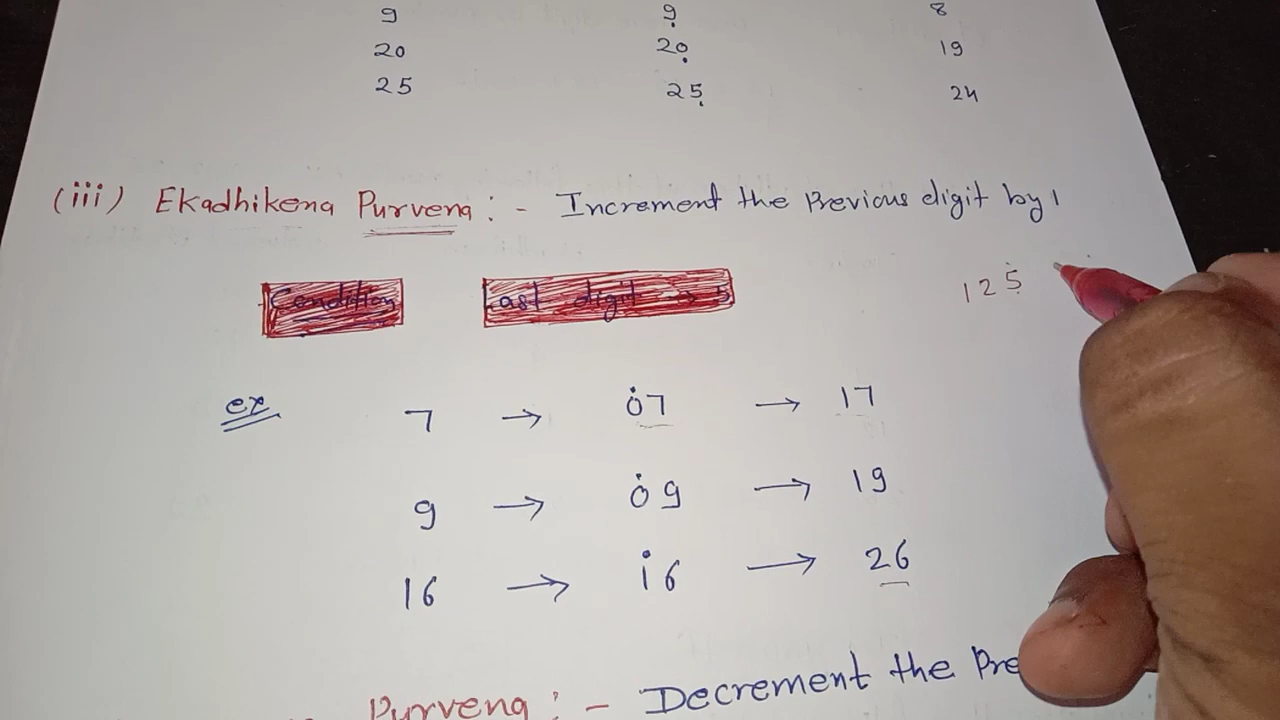 9 9 8
20 20 19
25 25 24
(iii) Ekadhikena Purvena : - Increment the Previous digit by 1
Condition Last digit → 5 125
ex 7 → 07 → 17
9 → 09 → 19
16 → 16 → 26
Purvena : - Decrement the Pre